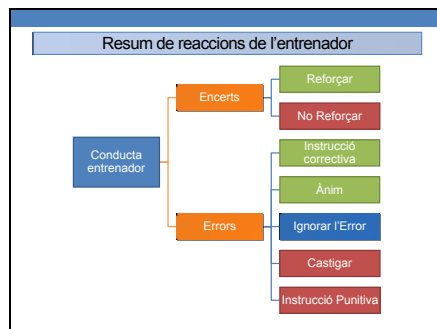 Resum de reaccions de l'entrenador
Conducta
entrenador
Encerts
Reforçar
No Reforçar
Errors
Instrucció
correctiva
Ànim
Ignorar l'Error
Castigar
Instrucció Punitiva